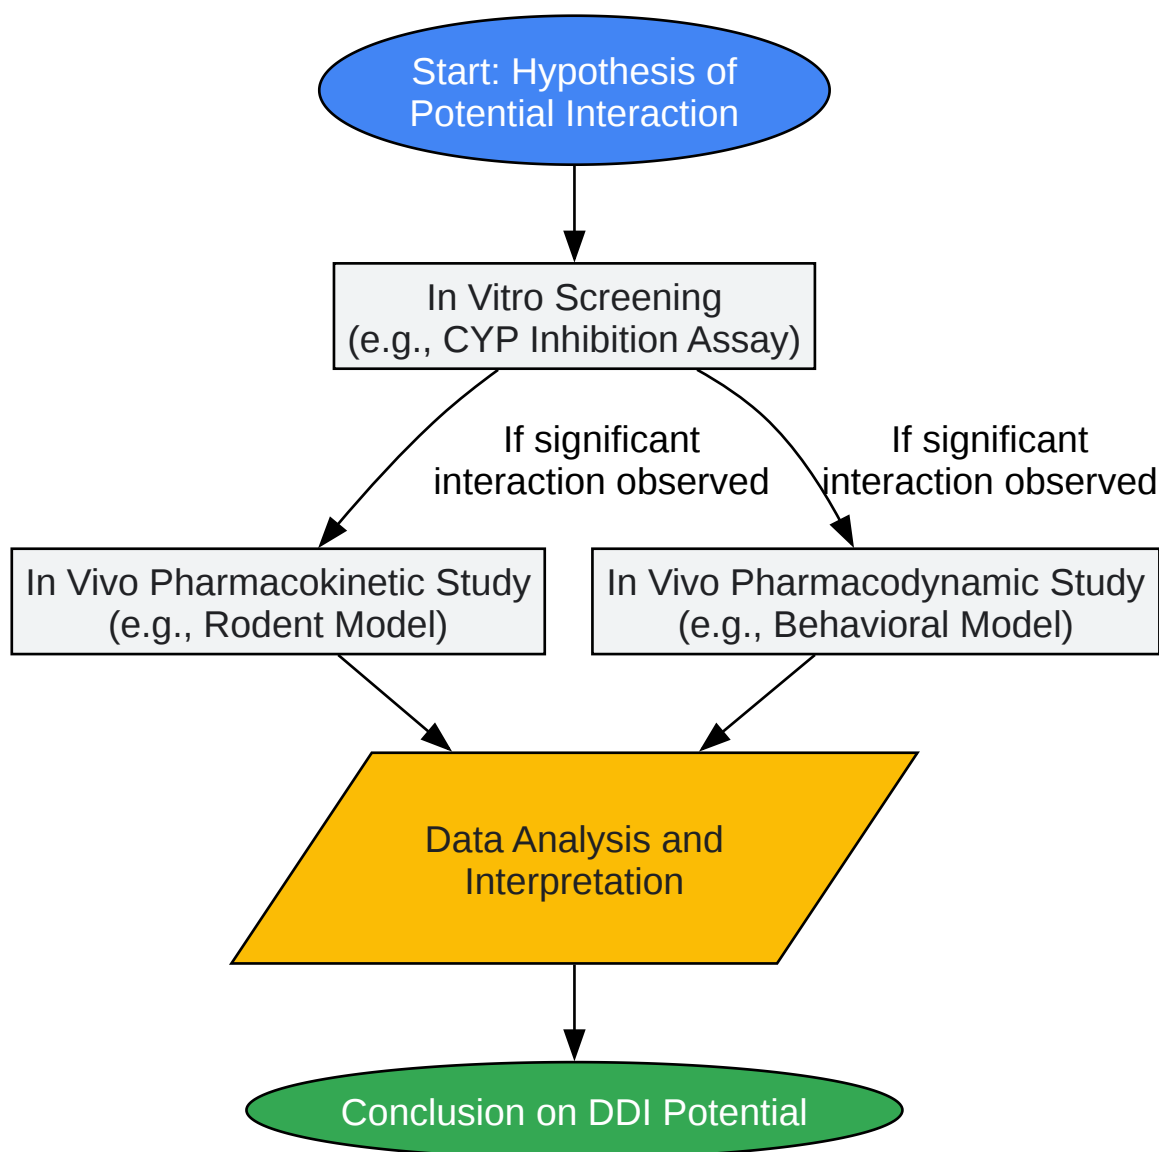 Start: Hypothesis of
Potential Interaction
In Vitro Screening
(e.g., CYP Inhibition Assay)
If significant
interaction observed
If significant
interaction observed
In Vivo Pharmacokinetic Study
(e.g., Rodent Model)
In Vivo Pharmacodynamic Study
(e.g., Behavioral Model)
Data Analysis and
Interpretation
Conclusion on DDI Potential